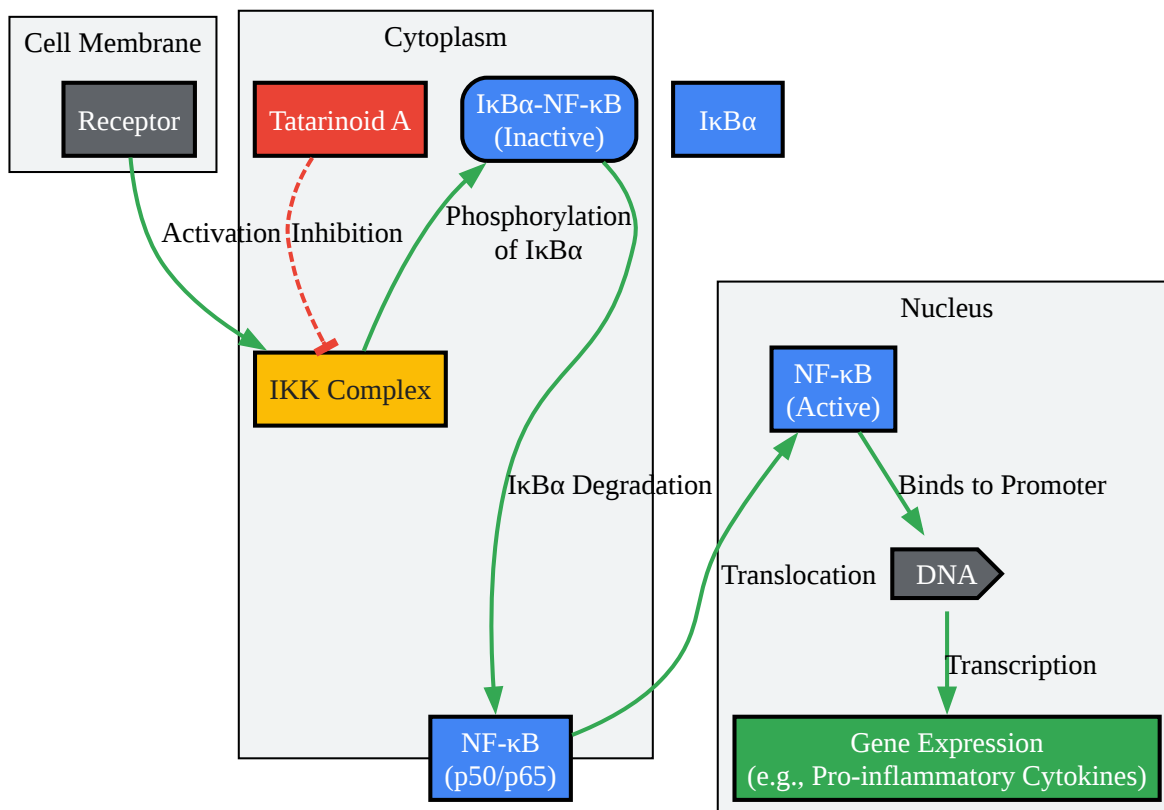 Cell Membrane
Receptor
Cytoplasm
Tatarinoid A
IκBα-NF-κB
(Inactive)
IκBα
Activation
Inhibition
Phosphorylation
of IκBα
IKK Complex
Nucleus
NF-κB
(Active)
IκBα Degradation
Binds to Promoter
Translocation
DNA
Transcription
NF-κB
(p50/p65)
Gene Expression
(e.g., Pro-inflammatory Cytokines)